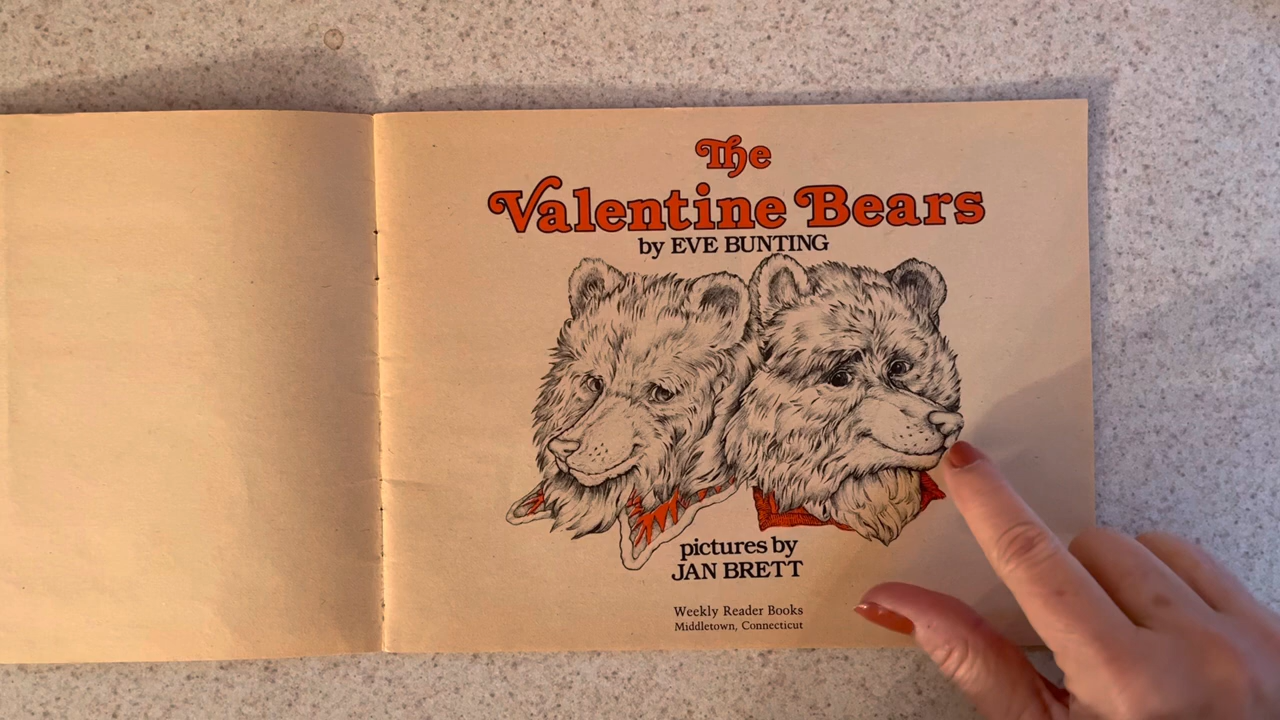 The
Valentine Bears
by EVE BUNTING
pictures by
JAN BRETT
Weekly Reader Books
Middletown, Connecticut